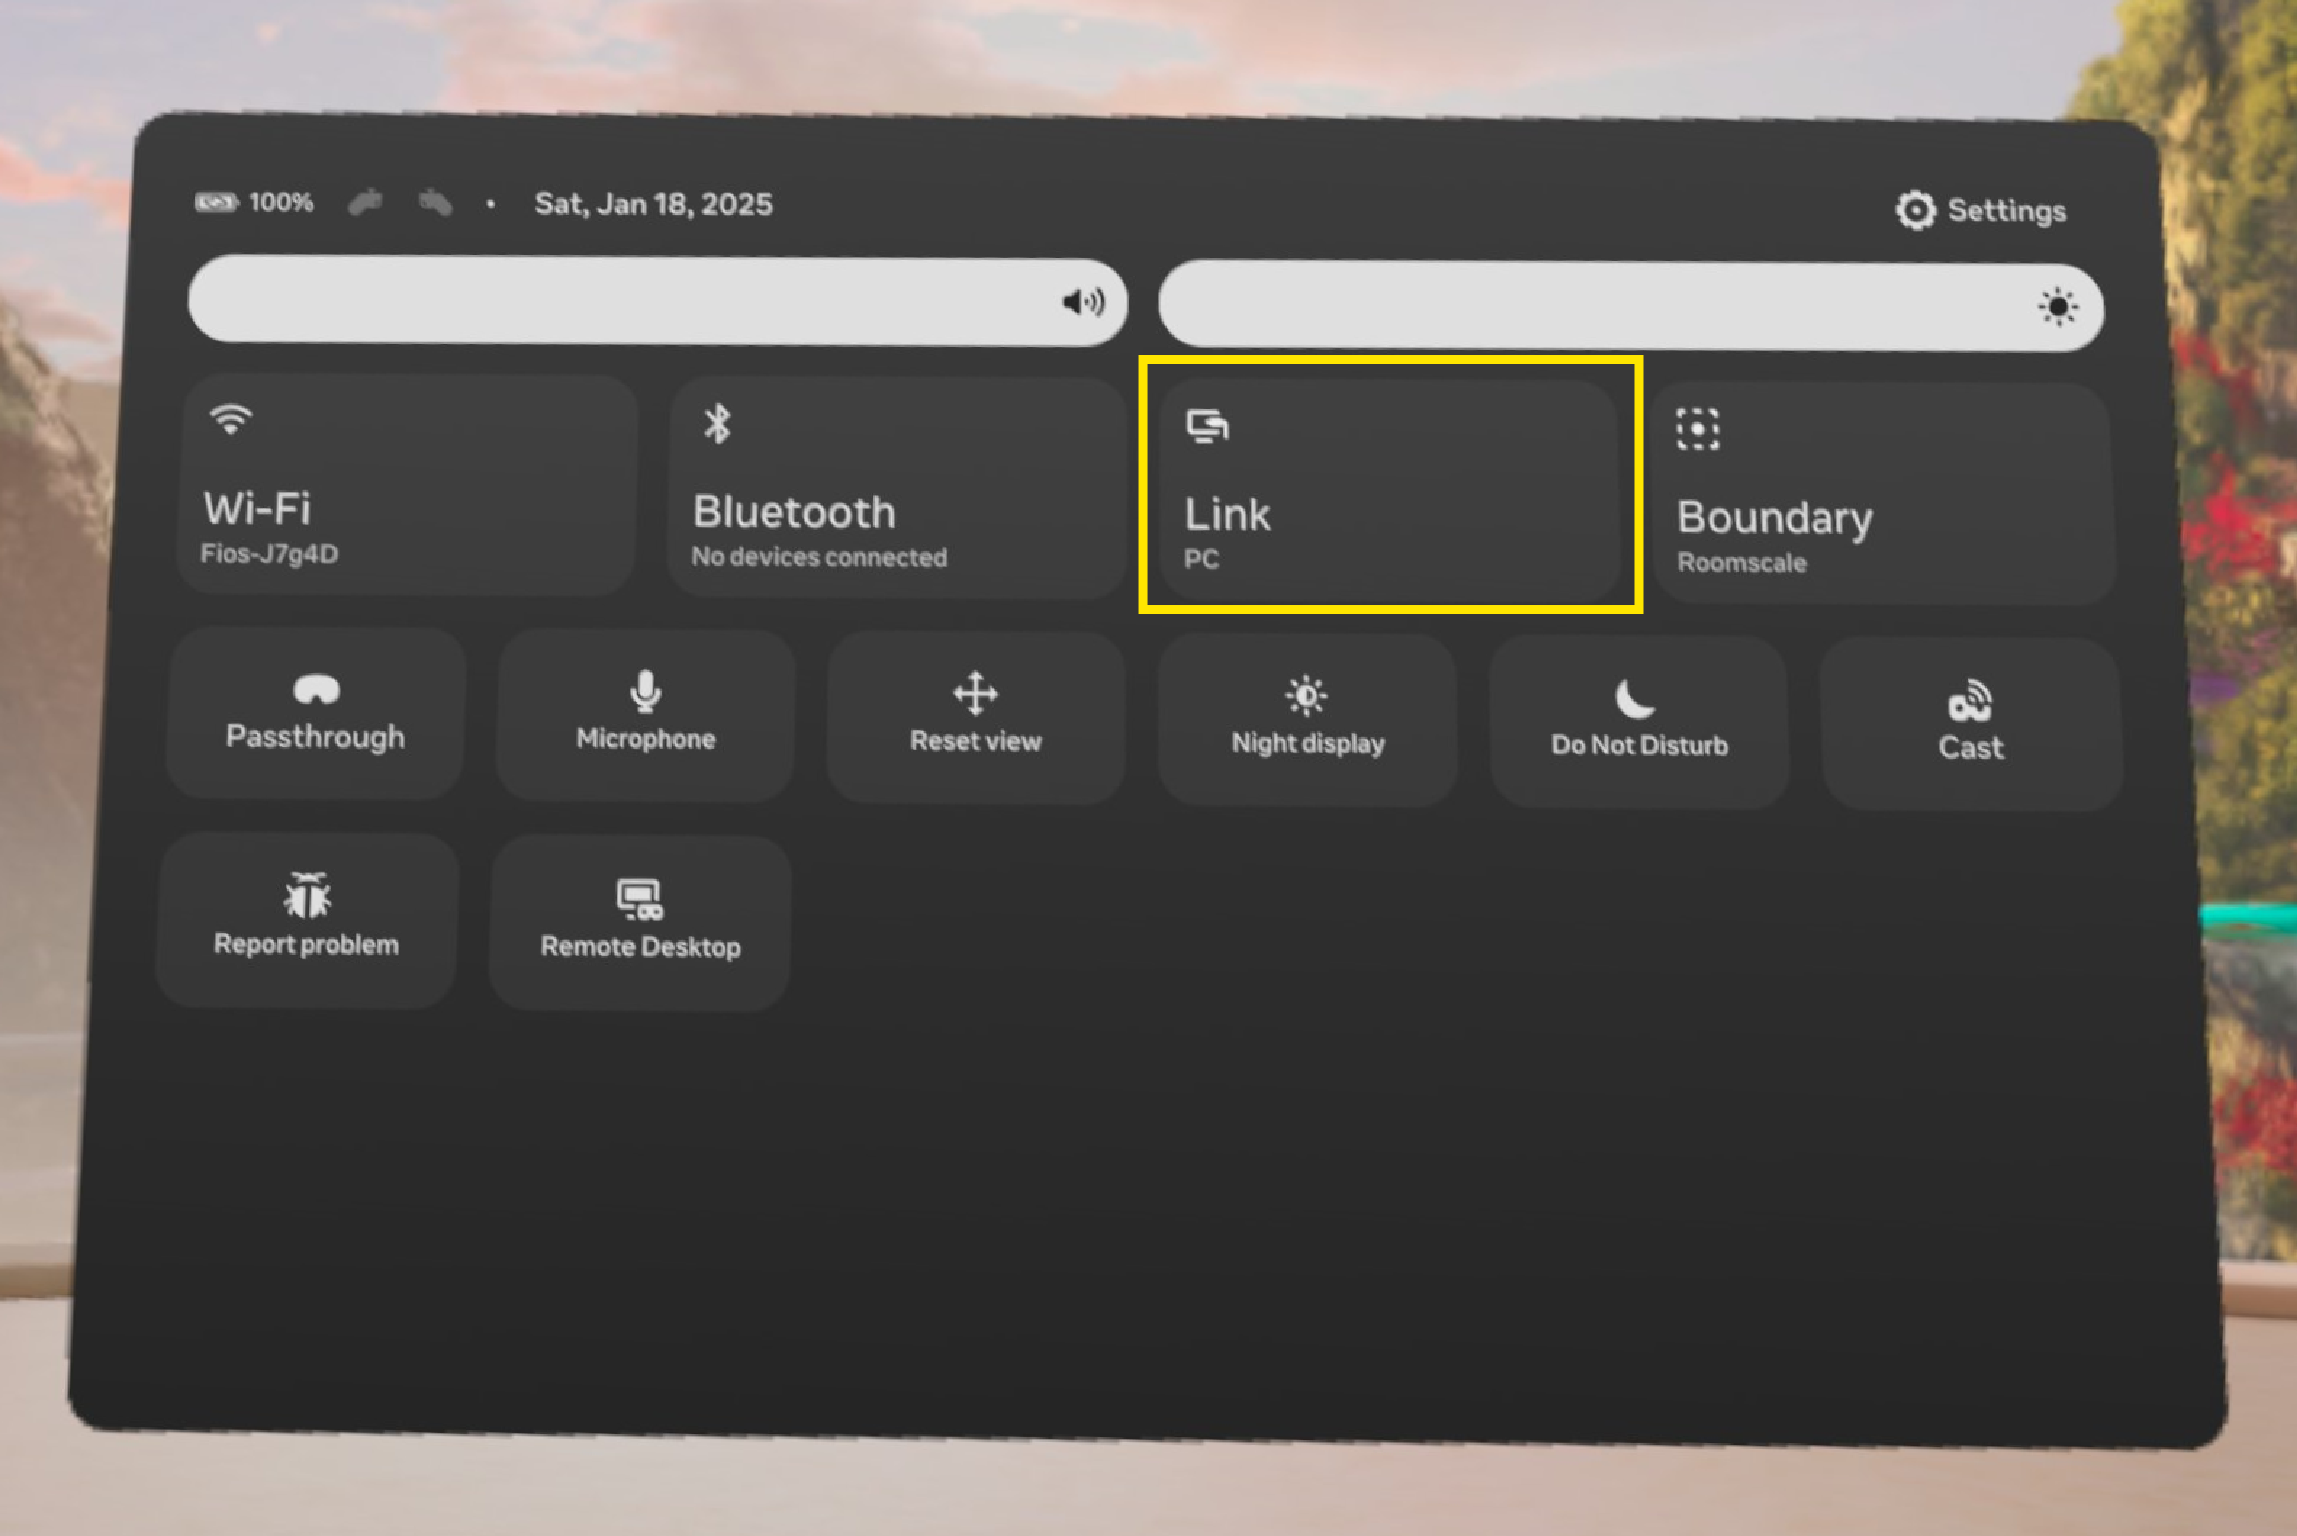 100% • Sat, Jan 18, 2025
Settings
Wi-Fi
Fios-J7g4D
Bluetooth
No devices connected
Link
PC
Boundary
Roomscale
Passthrough
Microphone
Reset view
Night display
Do Not Disturb
Cast
Report problem
Remote Desktop